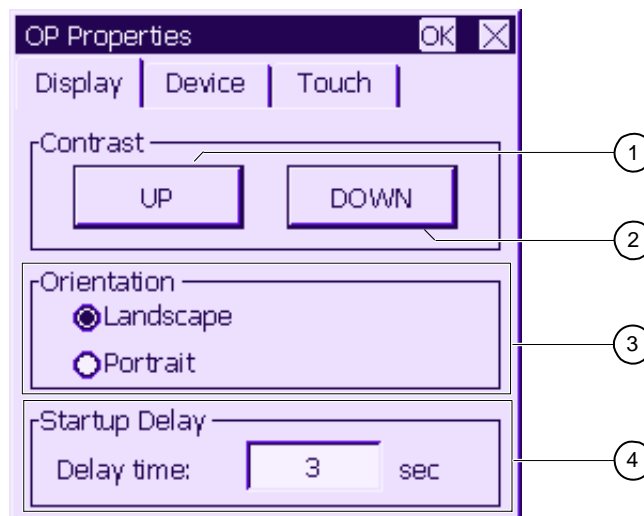 OP Properties OK
Display Device Touch
Contrast
1
UP DOWN
2
Orientation
Landscape
3
Portrait
Startup Delay
Delay time: 3 sec
4